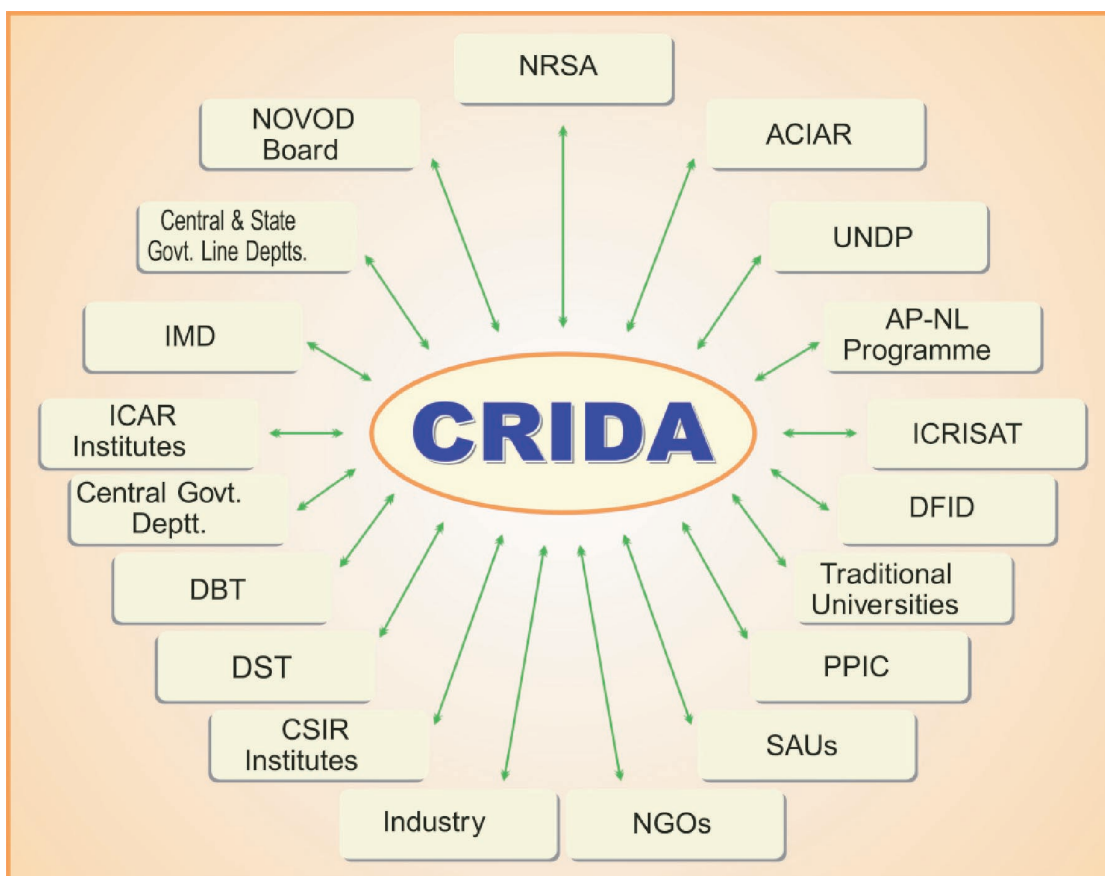 NRSA
NOVOD
Board
ACIAR
Central & State
Govt. Line Deptts.
UNDP
IMD
AP-NL
Programme
ICAR
Institutes
CRIDA
ICRISAT
Central Govt.
Deptt.
DFID
DBT
Traditional
Universities
DST
PPIC
CSIR
Institutes
SAUs
Industry
NGOs